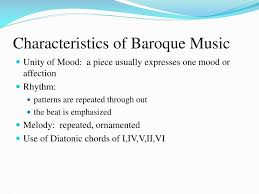 Characteristics of Baroque Music
Unity of Mood: a piece usually expresses one mood or
affection
Rhythm:
patterns are repeated through out
the beat is emphasized
Melody: repeated, ornamented
Use of Diatonic chords of I,IV,V,II,VI